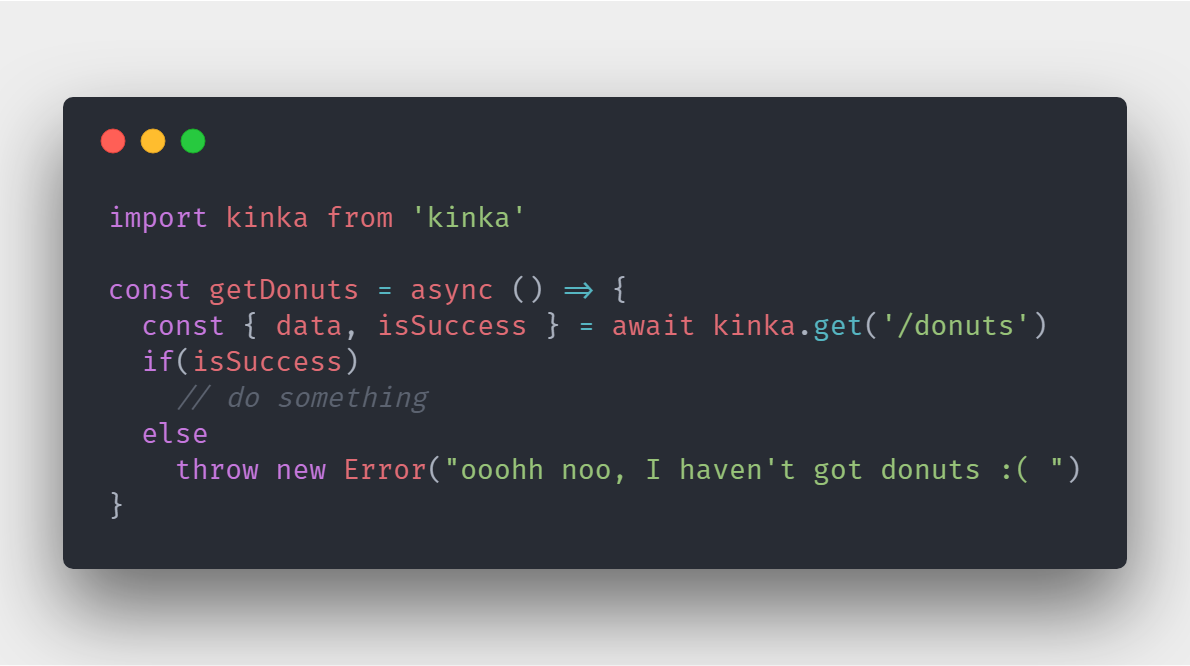 import kinka from 'kinka'

const getDonuts = async () => {
  const { data, isSuccess } = await kinka.get('/donuts')
  if(isSuccess)
    // do something
  else
    throw new Error("ooohh noo, I haven't got donuts :( ")
}